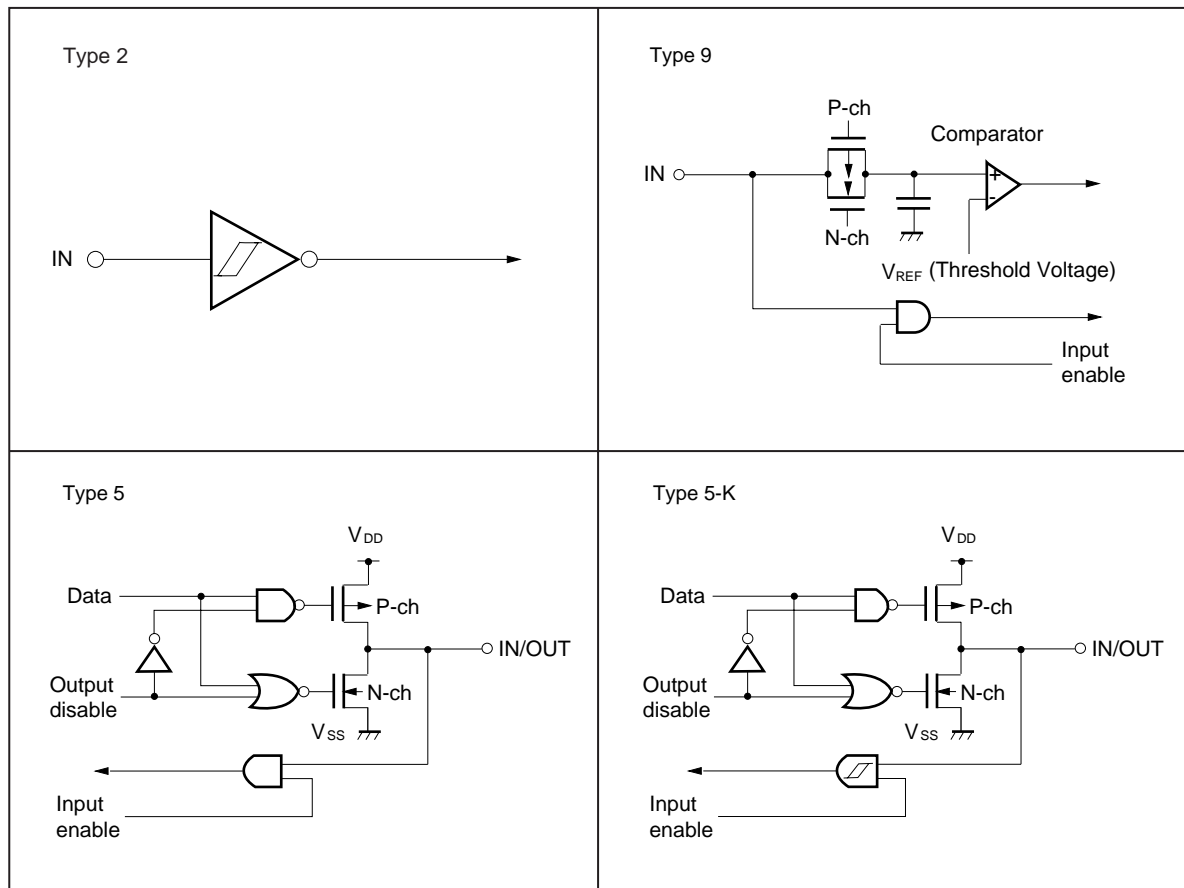 Type 2
IN
Type 9
P-ch
Comparator
IN
+
-
N-ch
VREF (Threshold Voltage)
Input
enable
Type 5
VDD
Data
P-ch
IN/OUT
Output
disable
N-ch
VSS
Input
enable
Type 5-K
VDD
Data
P-ch
IN/OUT
Output
disable
N-ch
VSS
Input
enable